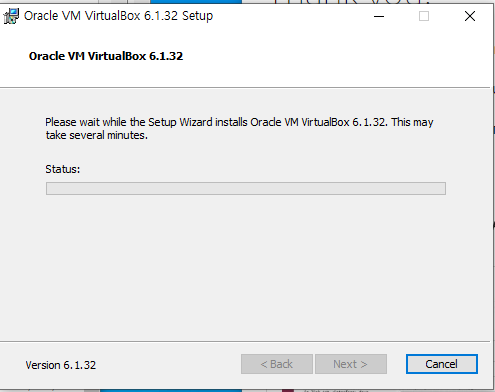 Oracle VM VirtualBox 6.1.32 Setup
Oracle VM VirtualBox 6.1.32
Please wait while the Setup Wizard installs Oracle VM VirtualBox 6.1.32. This may
take several minutes.
Status:
Version 6.1.32
< Back
Next >
Cancel